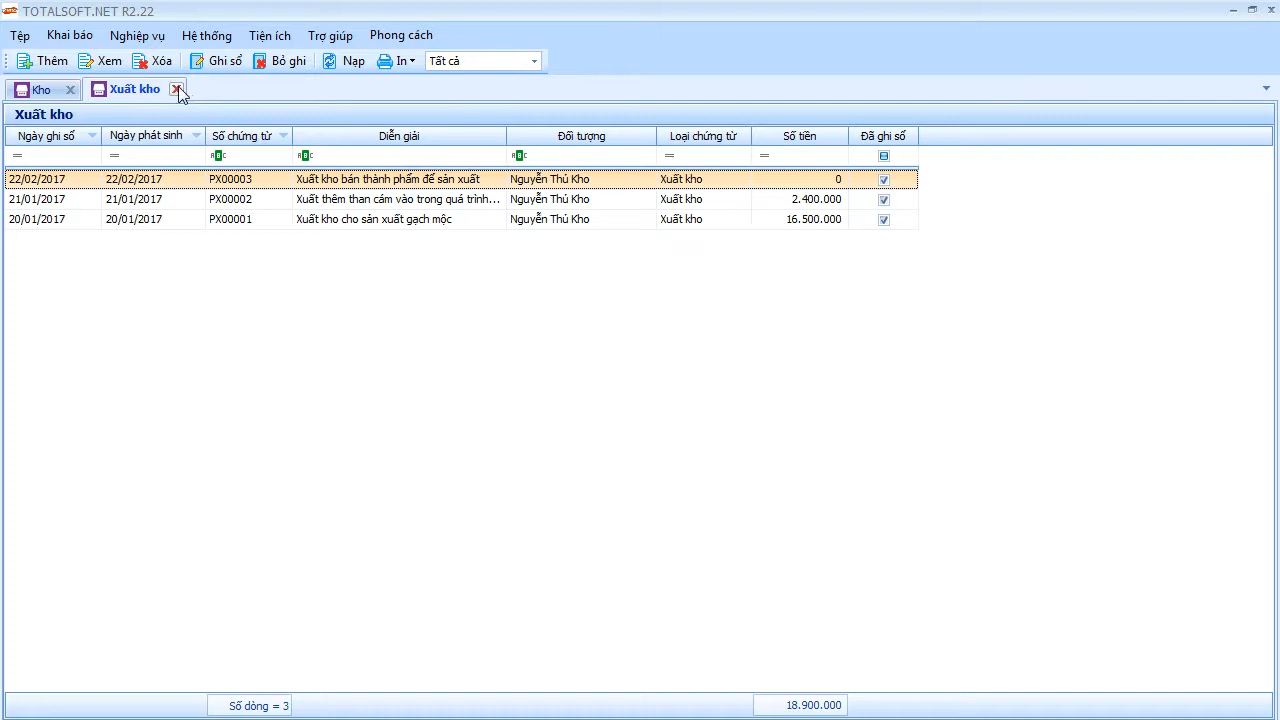 TOTALSOFT.NET R2.22
Tệp Khai báo Nghiệp vụ Hệ thống Tiện ích Trợ giúp Phong cách
Thêm Xem Xóa Ghi sổ Bỏ ghi Nạp In Tất cả
Kho Xuất kho
Xuất kho
Ngày ghi sổ Ngày phát sinh Số chứng từ Diễn giải Đối tượng Loại chứng từ Số tiền Đã ghi sổ
= = ABC ABC ABC = =
22/02/2017 22/02/2017 PX00003 Xuất kho bán thành phẩm để sản xuất Nguyễn Thủ Kho Xuất kho 0
21/01/2017 21/01/2017 PX00002 Xuất thêm than cám vào trong quá trình... Nguyễn Thủ Kho Xuất kho 2.400.000
20/01/2017 20/01/2017 PX00001 Xuất kho cho sản xuất gạch mộc Nguyễn Thủ Kho Xuất kho 16.500.000
Số dòng = 3 18.900.000